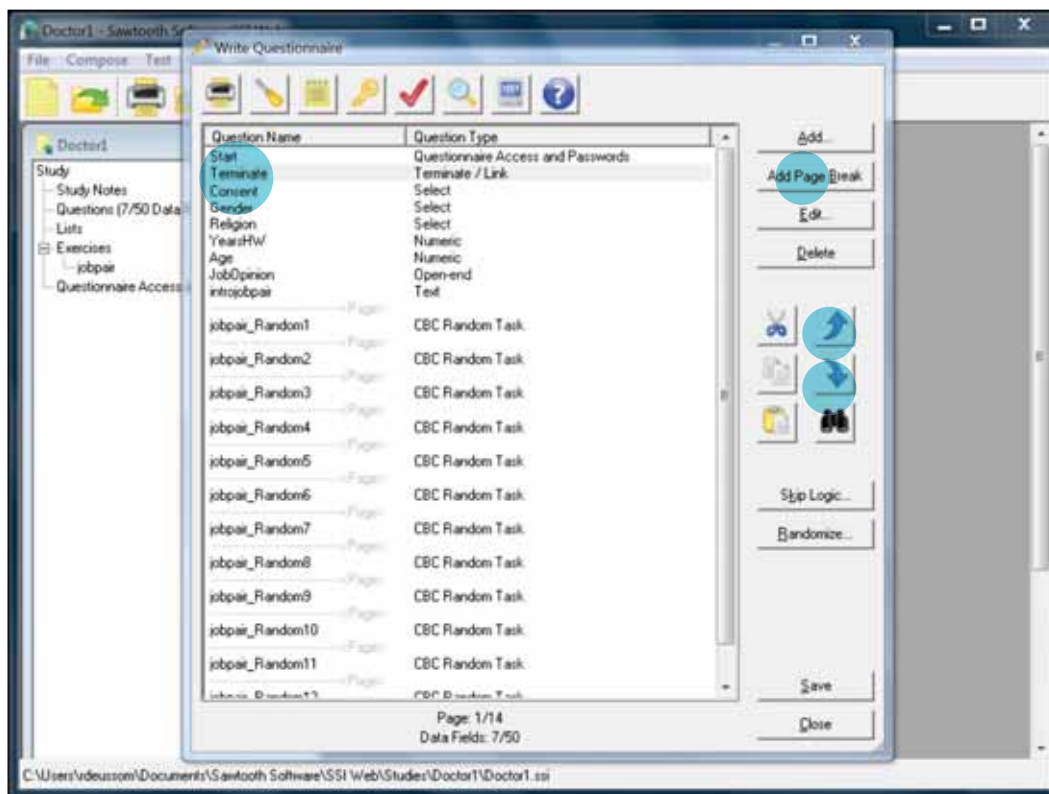 Doctor1 - Sawtooth
Write Questionnaire
File Compose Test
Doctor1
Study
Study Notes
Questions (7/50 Data
Lists
Exercises
jobpair
Questionnaire Access
Question Name Question Type
Start Questionnaire Access and Passwords
Terminate Terminate / Link
Consent Select
Gender Select
Religion Select
YearsHW Numeric
Age Numeric
JobOpinion Open-end
introjobpair Text
<Page>
jobpair_Random1 CBC Random Task
<Page>
jobpair_Random2 CBC Random Task
<Page>
jobpair_Random3 CBC Random Task
<Page>
jobpair_Random4 CBC Random Task
<Page>
jobpair_Random5 CBC Random Task
<Page>
jobpair_Random6 CBC Random Task
<Page>
jobpair_Random7 CBC Random Task
<Page>
jobpair_Random8 CBC Random Task
<Page>
jobpair_Random9 CBC Random Task
<Page>
jobpair_Random10 CBC Random Task
<Page>
jobpair_Random11 CBC Random Task
<Page>
jobpair_Random12 CBC Random Task
Page: 1/14
Data Fields: 7/50
Add...
Add Page Break
Edit...
Delete
Skip Logic...
Randomize...
Save
Close
C:\Users\rdeussom\Documents\Sawtooth Software\SSI Web\Studies\Doctor1\Doctor1.ssi